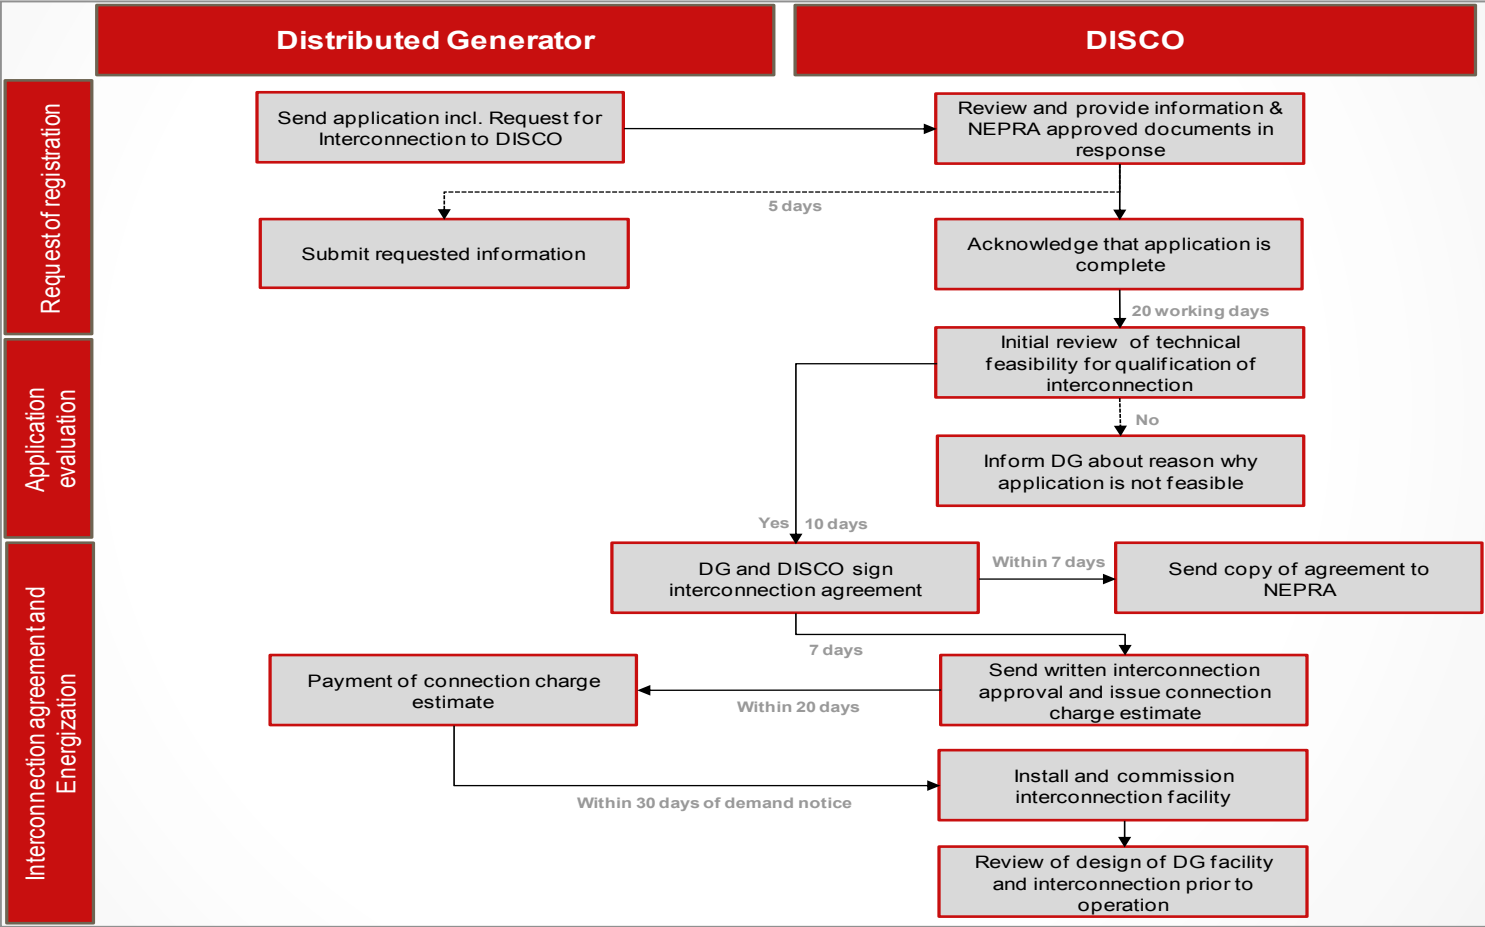 Distributed Generator
DISCO
Request of registration
Send application incl. Request for
Interconnection to DISCO
Review and provide information &
NEPRA approved documents in
response
5 days
Submit requested information
Acknowledge that application is
complete
20 working days
Application
evaluation
Initial review of technical
feasibility for qualification of
interconnection
No
Inform DG about reason why
application is not feasible
Yes
10 days
Interconnection agreement and
Energization
DG and DISCO sign
interconnection agreement
Within 7 days
Send copy of agreement to
NEPRA
7 days
Payment of connection charge
estimate
Within 20 days
Send written interconnection
approval and issue connection
charge estimate
Within 30 days of demand notice
Install and commission
interconnection facility
Review of design of DG facility
and interconnection prior to
operation